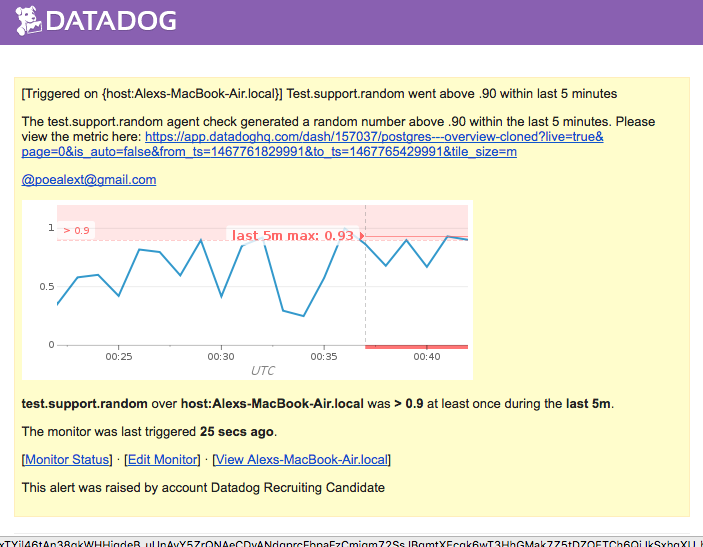 DATADOG
[Triggered on {host:Alexs-MacBook-Air.local}] Test.support.random went above .90 within last 5 minutes
The test.support.random agent check generated a random number above .90 within the last 5 minutes. Please
view the metric here: https://app.datadoghq.com/dash/157037/postgres---overview-cloned?live=true&
page=0&is_auto=false&from_ts=1467761829991&to_ts=1467765429991&tile_size=m
@poealext@gmail.com
> 0.9
last 5m max: 0.93
1
0.5
0
00:25 00:30 00:35 00:40
UTC
test.support.random over host:Alexs-MacBook-Air.local was > 0.9 at least once during the last 5m.
The monitor was last triggered 25 secs ago.
[Monitor Status] · [Edit Monitor] · [View Alexs-MacBook-Air.local]
This alert was raised by account Datadog Recruiting Candidate